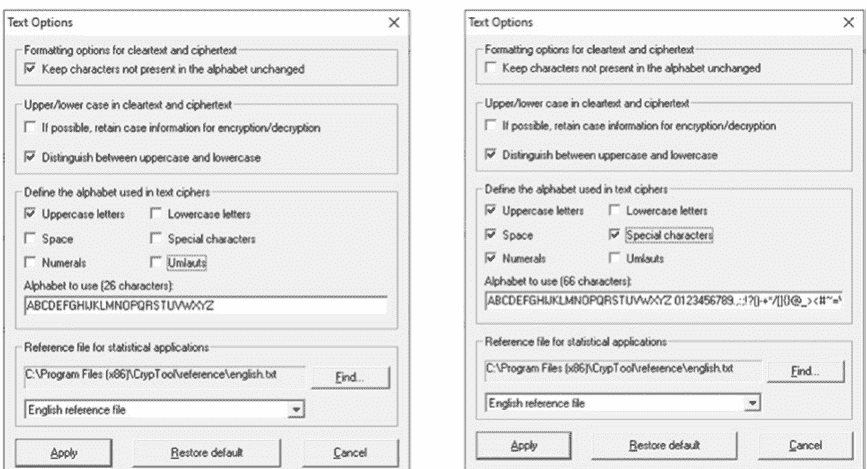 Text Options
Formatting options for cleartext and ciphertext
Keep characters not present in the alphabet unchanged
Upper/lower case in cleartext and ciphertext
If possible, retain case information for encryption/decryption
Distinguish between uppercase and lowercase
Define the alphabet used in text ciphers
Uppercase letters Lowercase letters
Space Special characters
Numerals Umlauts
Alphabet to use (26 characters):
ABCDEFGHIJKLMNOPQRSTUVWXYZ
Reference file for statistical applications
C:\Program Files (x86)\CrypTool\reference\english.txt Find...
English reference file
Apply Restore default Cancel
Text Options
Formatting options for cleartext and ciphertext
Keep characters not present in the alphabet unchanged
Upper/lower case in cleartext and ciphertext
If possible, retain case information for encryption/decryption
Distinguish between uppercase and lowercase
Define the alphabet used in text ciphers
Uppercase letters Lowercase letters
Space Special characters
Numerals Umlauts
Alphabet to use (66 characters):
ABCDEFGHIJKLMNOPQRSTUVWXYZ 0123456789.,:;!?()-+*/[]{}@_><#~=
Reference file for statistical applications
C:\Program Files (x86)\CrypTool\reference\english.txt Find...
English reference file
Apply Restore default Cancel